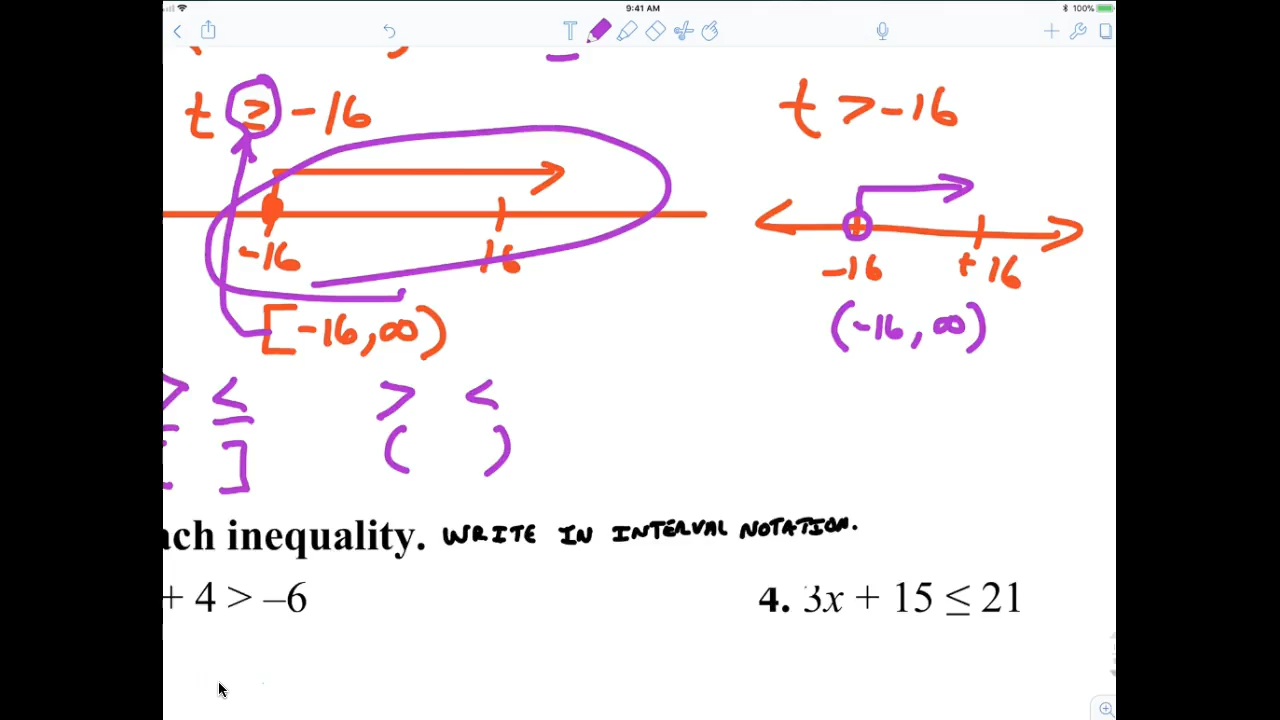 9:41 AM
100%
t ≥ -16
t > -16
-16 16
-16 +16
[-16, ∞)
(-16, ∞)
> ≤ > <
[ ] ( )
ach inequality. WRITE IN INTERVAL NOTATION.
+ 4 > –6
4. 3x + 15 ≤ 21